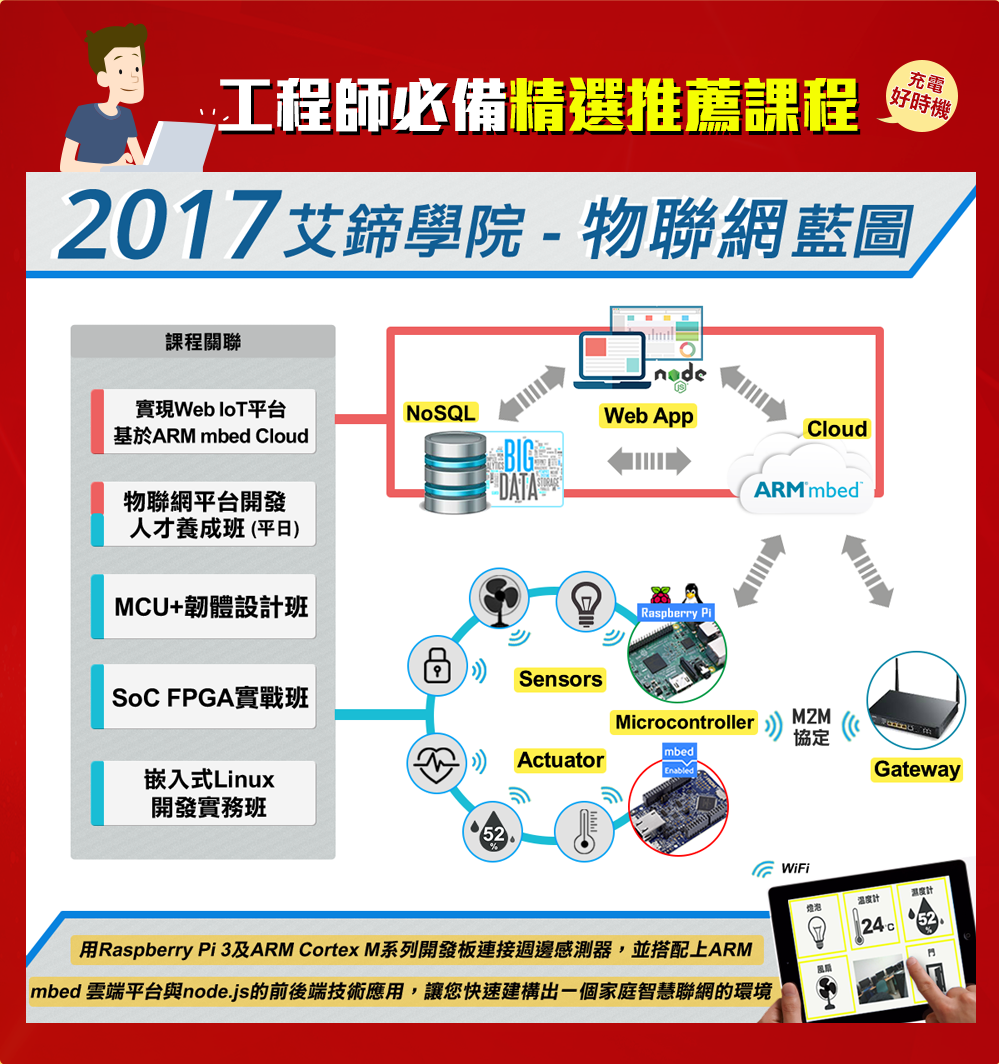 工程師必備精選推薦課程
充電
好時機
2017艾鍗學院 - 物聯網藍圖
課程關聯
實現Web IoT平台
基於ARM mbed Cloud
物聯網平台開發
人才養成班 (平日)
MCU+韌體設計班
SoC FPGA實戰班
嵌入式Linux
開發實務班
node
JS
NoSQL
Web App
Cloud
BIG
DATA
STORAGE
ARM mbed
Raspberry Pi
Sensors
Microcontroller
M2M
協定
Actuator
mbed
Enabled
Gateway
52
%
WiFi
燈泡
溫度計
濕度計
24°C
52
%
風扇
門
用Raspberry Pi 3及ARM Cortex M系列開發板連接週邊感測器，並搭配上ARM
mbed 雲端平台與node.js的前後端技術應用，讓您快速建構出一個家庭智慧聯網的環境